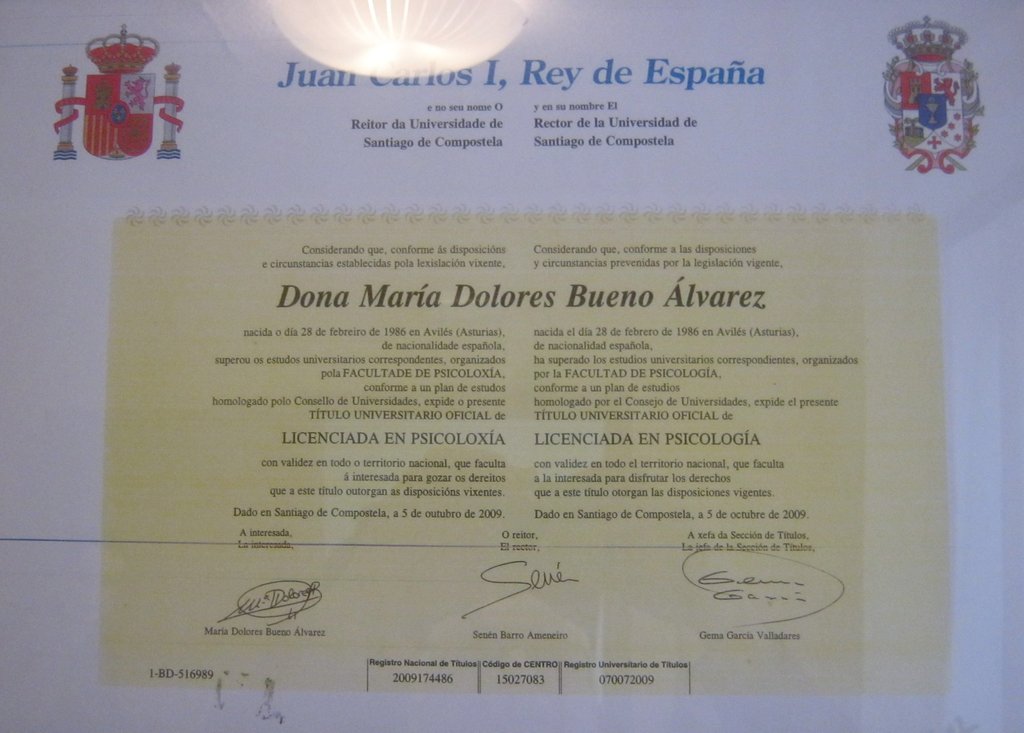 Juan Carlos I, Rey de España
e no seu nome O
Reitor da Universidade de
Santiago de Compostela
y en su nombre El
Rector de la Universidad de
Santiago de Compostela
Considerando que, conforme ás disposicións
e circunstancias establecidas pola lexislación vixente,
Considerando que, conforme a las disposiciones
y circunstancias prevenidas por la legislación vigente,
Dona María Dolores Bueno Álvarez
nacida o día 28 de febreiro de 1986 en Avilés (Asturias),
de nacionalidade española,
superou os estudos universitarios correspondentes, organizados
pola FACULTADE DE PSICOLOXÍA,
conforme a un plan de estudos
homologado polo Consello de Universidades, expide o presente
TÍTULO UNIVERSITARIO OFICIAL de
LICENCIADA EN PSICOLOXÍA
con validez en todo o territorio nacional, que faculta
á interesada para gozar os dereitos
que a este título outorgan as disposicións vixentes.
Dado en Santiago de Compostela, a 5 de outubro de 2009.
nacida el día 28 de febrero de 1986 en Avilés (Asturias),
de nacionalidad española,
ha superado los estudios universitarios correspondientes, organizados
por la FACULTAD DE PSICOLOGÍA,
conforme a un plan de estudios
homologado por el Consejo de Universidades, expide el presente
TÍTULO UNIVERSITARIO OFICIAL de
LICENCIADA EN PSICOLOGÍA
con validez en todo el territorio nacional, que faculta
a la interesada para disfrutar los derechos
que a este título otorgan las disposiciones vigentes.
Dado en Santiago de Compostela, a 5 de octubre de 2009.
A interesada,
La interesada,
Mª Dolores
María Dolores Bueno Álvarez
O reitor,
El rector,
Senén
Senén Barro Ameneiro
A xefa da Sección de Títulos,
La jefa de la Sección de Títulos,
Gema
García
Gema García Valladares
1-BD-516989
Registro Nacional de Títulos
2009174486
Código de CENTRO
15027083
Registro Universitario de Títulos
070072009